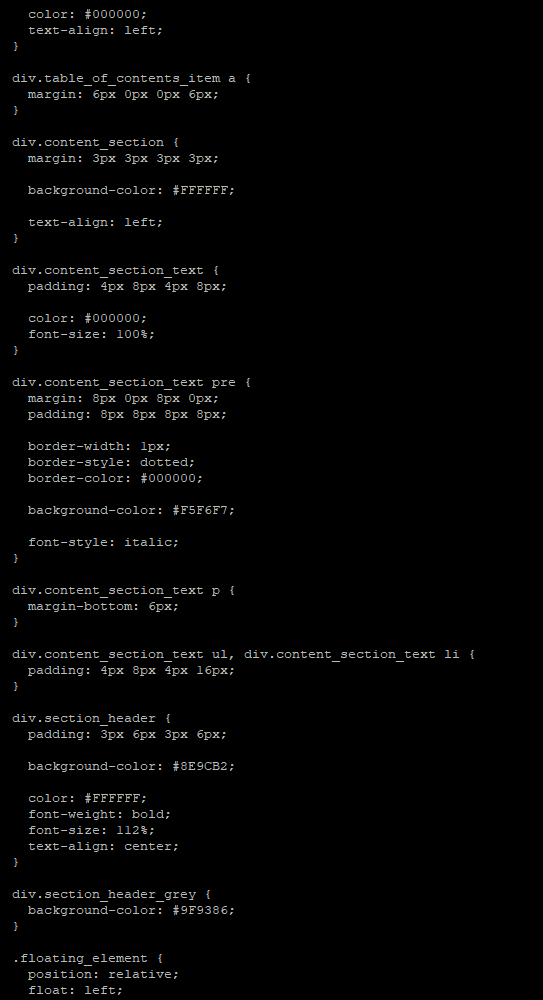 color: #000000;
text-align: left;
}
div.table_of_contents_item a {
margin: 6px 0px 0px 6px;
}
div.content_section {
margin: 3px 3px 3px 3px;
background-color: #FFFFFF;
text-align: left;
}
div.content_section_text {
padding: 4px 8px 4px 8px;
color: #000000;
font-size: 100%;
}
div.content_section_text pre {
margin: 8px 0px 8px 0px;
padding: 8px 8px 8px 8px;
border-width: 1px;
border-style: dotted;
border-color: #000000;
background-color: #F5F6F7;
font-style: italic;
}
div.content_section_text p {
margin-bottom: 6px;
}
div.content_section_text ul, div.content_section_text li {
padding: 4px 8px 4px 16px;
}
div.section_header {
padding: 3px 6px 3px 6px;
background-color: #8E9CB2;
color: #FFFFFF;
font-weight: bold;
font-size: 112%;
text-align: center;
}
div.section_header_grey {
background-color: #9F9386;
}
.floating_element {
position: relative;
float: left;